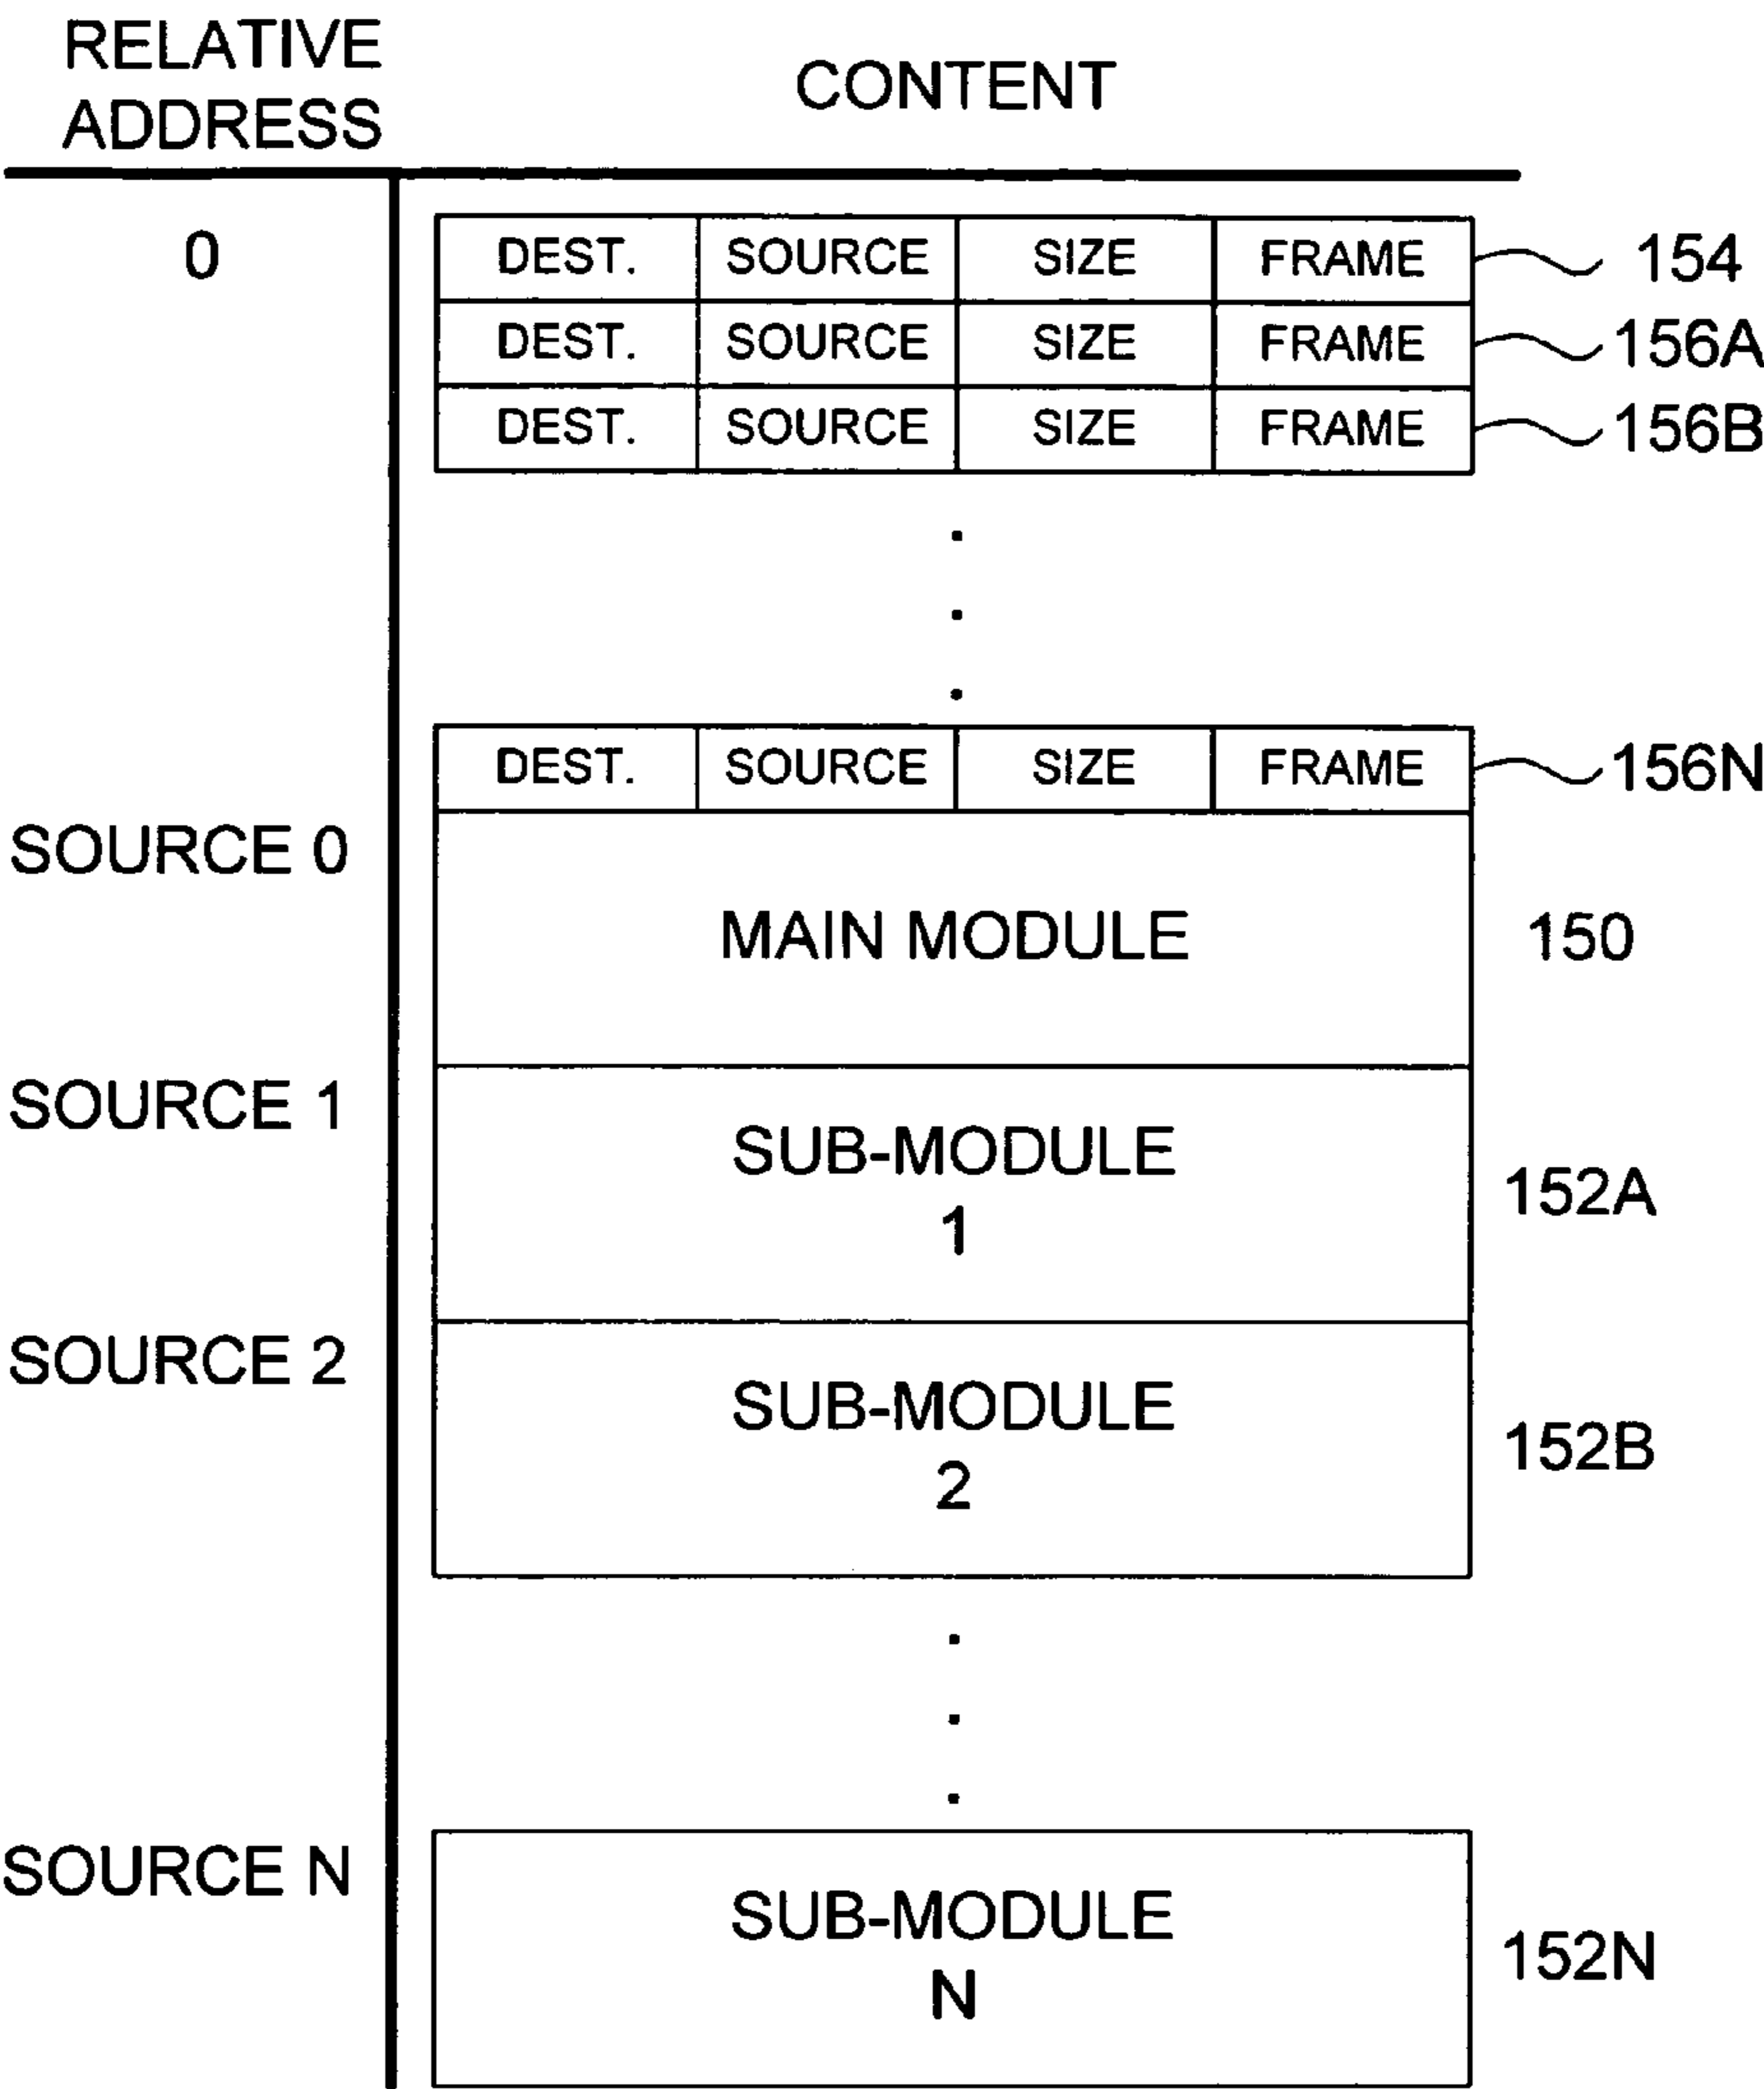 RELATIVE
ADDRESS
CONTENT
0
DEST. SOURCE SIZE FRAME 154
DEST. SOURCE SIZE FRAME 156A
DEST. SOURCE SIZE FRAME 156B
DEST. SOURCE SIZE FRAME 156N
SOURCE 0
MAIN MODULE
150
SOURCE 1
SUB-MODULE
1
152A
SOURCE 2
SUB-MODULE
2
152B
SOURCE N
SUB-MODULE
N
152N